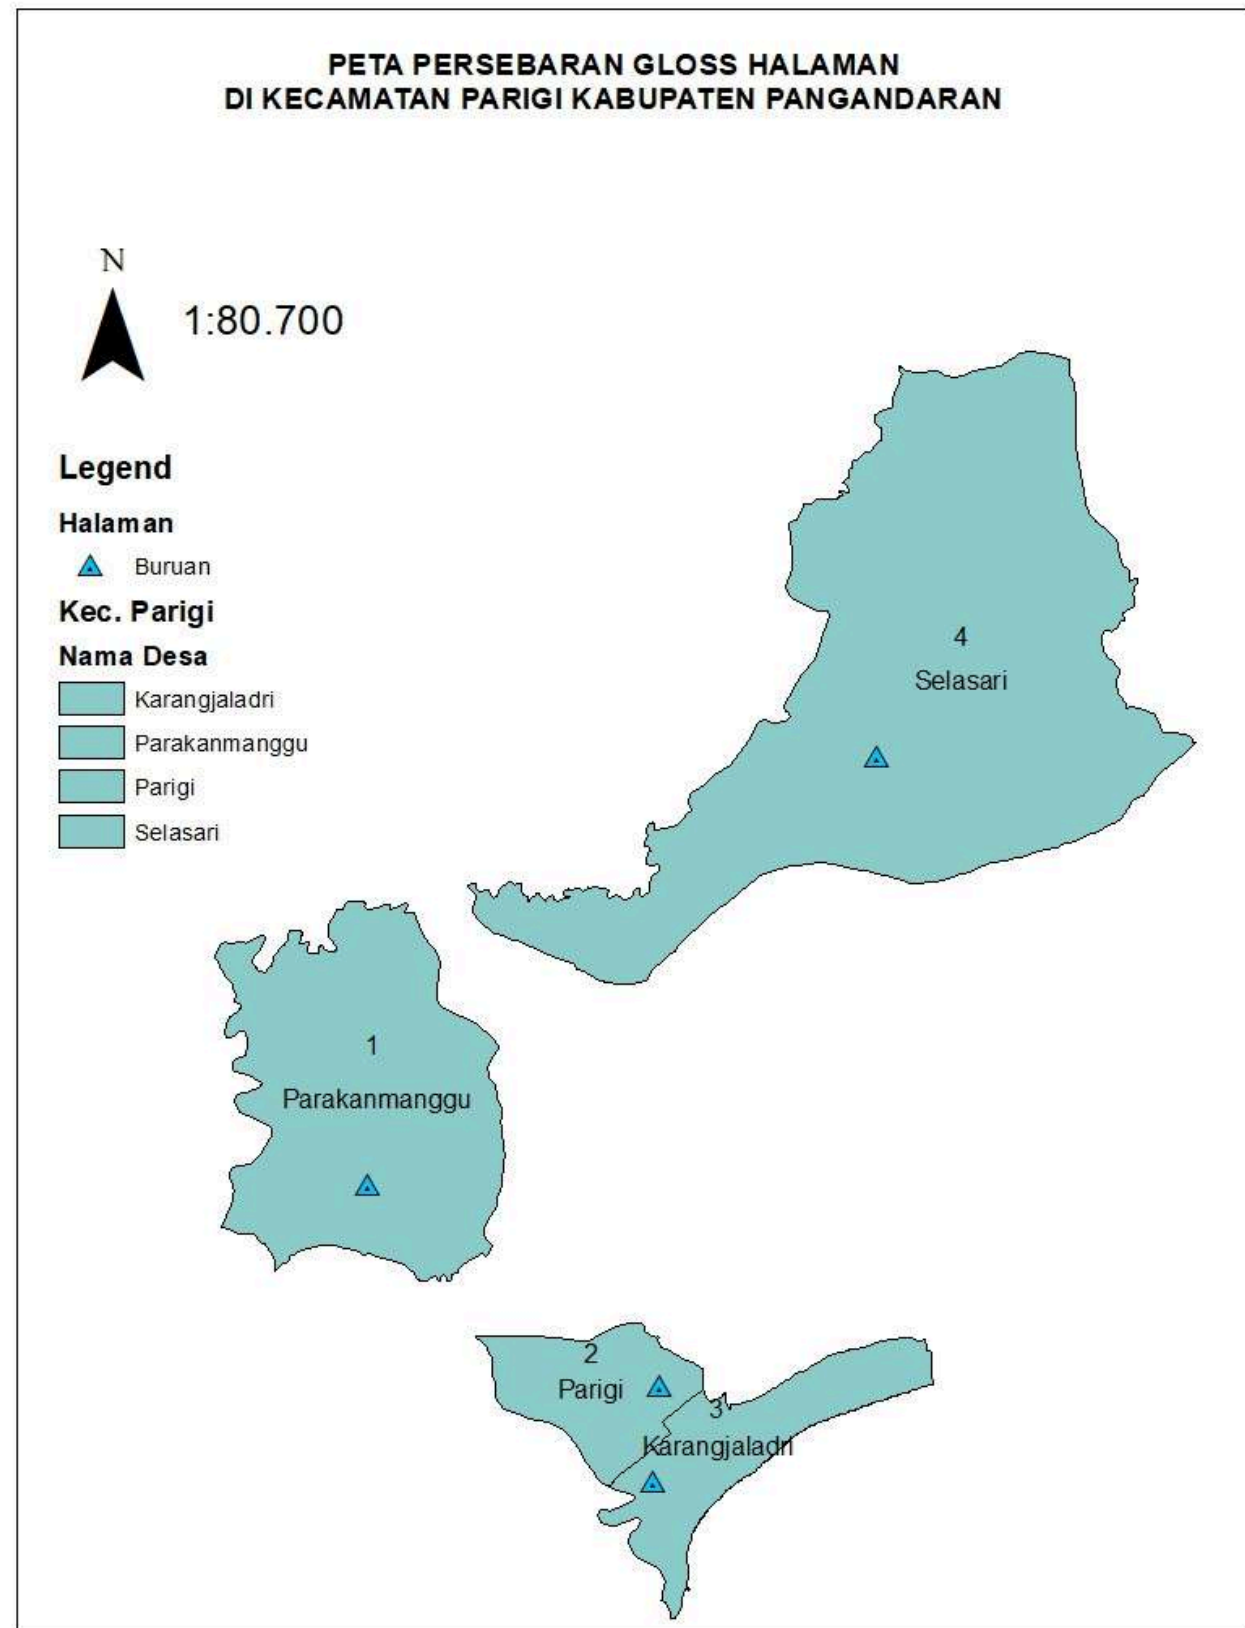 PETA PERSEBARAN GLOSS HALAMAN
DI KECAMATAN PARIGI KABUPATEN PANGANDARAN
N
1:80.700
Legend
Halaman
Buruan
Kec. Parigi
Nama Desa
Karangjaladri
Parakanmanggu
Parigi
Selasari
4
Selasari
1
Parakanmanggu
2
Parigi
3
Karangjaladri